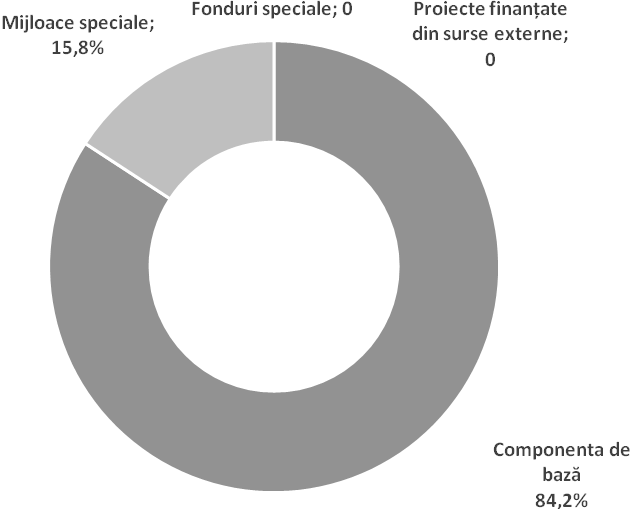 Mijloace speciale;
15,8%
Fonduri speciale; 0
Proiecte finanțate
din surse externe;
0
Componenta de
bază
84,2%